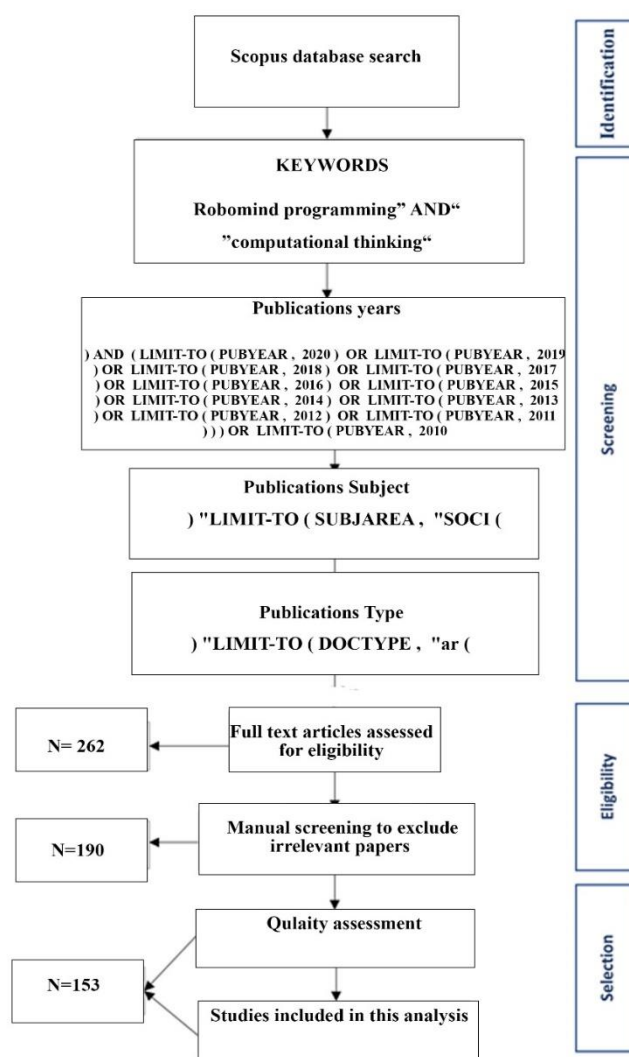 Scopus database search
Identification
KEYWORDS
Robomind programming” AND“
”computational thinking“
Publications years
) AND ( LIMIT-TO ( PUBYEAR , 2020 ) OR LIMIT-TO ( PUBYEAR , 2019
) OR LIMIT-TO ( PUBYEAR , 2018 ) OR LIMIT-TO ( PUBYEAR , 2017
) OR LIMIT-TO ( PUBYEAR , 2016 ) OR LIMIT-TO ( PUBYEAR , 2015
) OR LIMIT-TO ( PUBYEAR , 2014 ) OR LIMIT-TO ( PUBYEAR , 2013
) OR LIMIT-TO ( PUBYEAR , 2012 ) OR LIMIT-TO ( PUBYEAR , 2011
) ) ) OR LIMIT-TO ( PUBYEAR , 2010
Publications Subject
) "LIMIT-TO ( SUBJAREA , "SOCI (
Publications Type
) "LIMIT-TO ( DOCTYPE , "ar (
Screening
Full text articles assessed
for eligibility
N= 262
Manual screening to exclude
irrelevant papers
N=190
Eligibility
Qulaity assessment
N=153
Studies included in this analysis
Selection